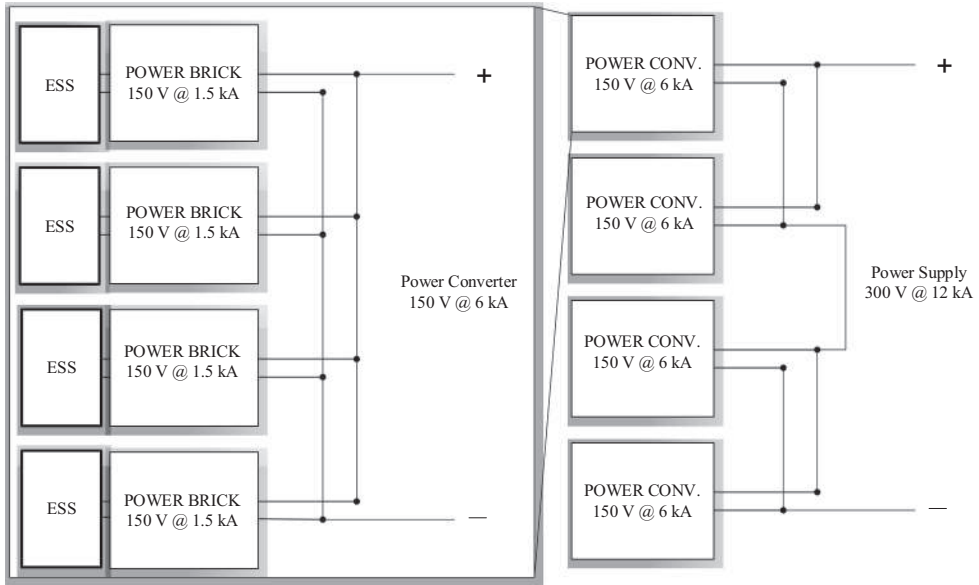 ESS
POWER BRICK
150 V @ 1.5 kA
+
ESS
POWER BRICK
150 V @ 1.5 kA
ESS
POWER BRICK
150 V @ 1.5 kA
ESS
POWER BRICK
150 V @ 1.5 kA
—
Power Converter
150 V @ 6 kA
POWER CONV.
150 V @ 6 kA
+
POWER CONV.
150 V @ 6 kA
POWER CONV.
150 V @ 6 kA
POWER CONV.
150 V @ 6 kA
—
Power Supply
300 V @ 12 kA